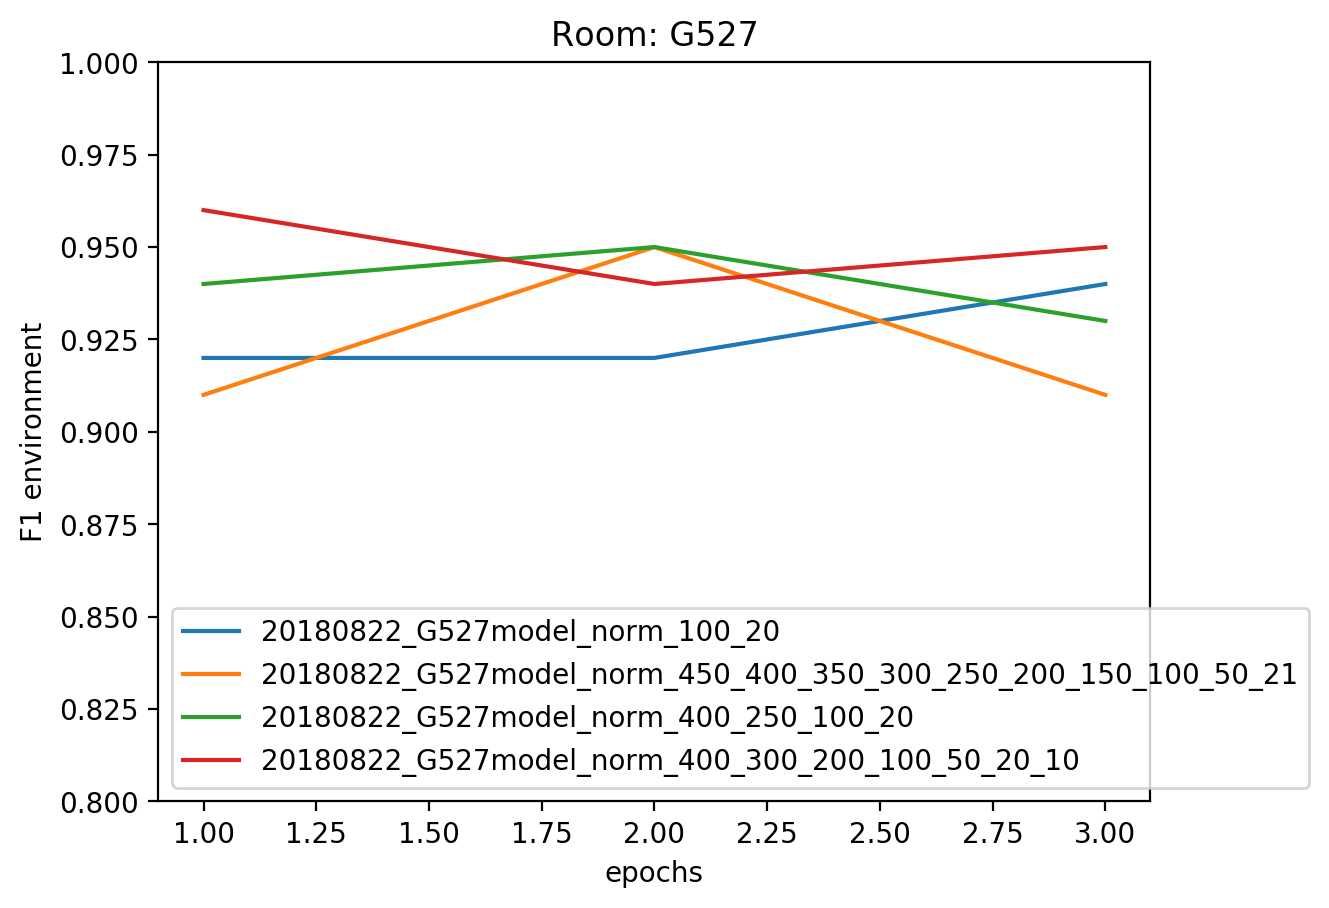 Room: G527
1.000
0.975
0.950
0.925
0.900
0.875
0.850
0.825
0.800
F1 environment
20180822_G527model_norm_100_20
20180822_G527model_norm_450_400_350_300_250_200_150_100_50_21
20180822_G527model_norm_400_250_100_20
20180822_G527model_norm_400_300_200_100_50_20_10
1.00 1.25 1.50 1.75 2.00 2.25 2.50 2.75 3.00
epochs